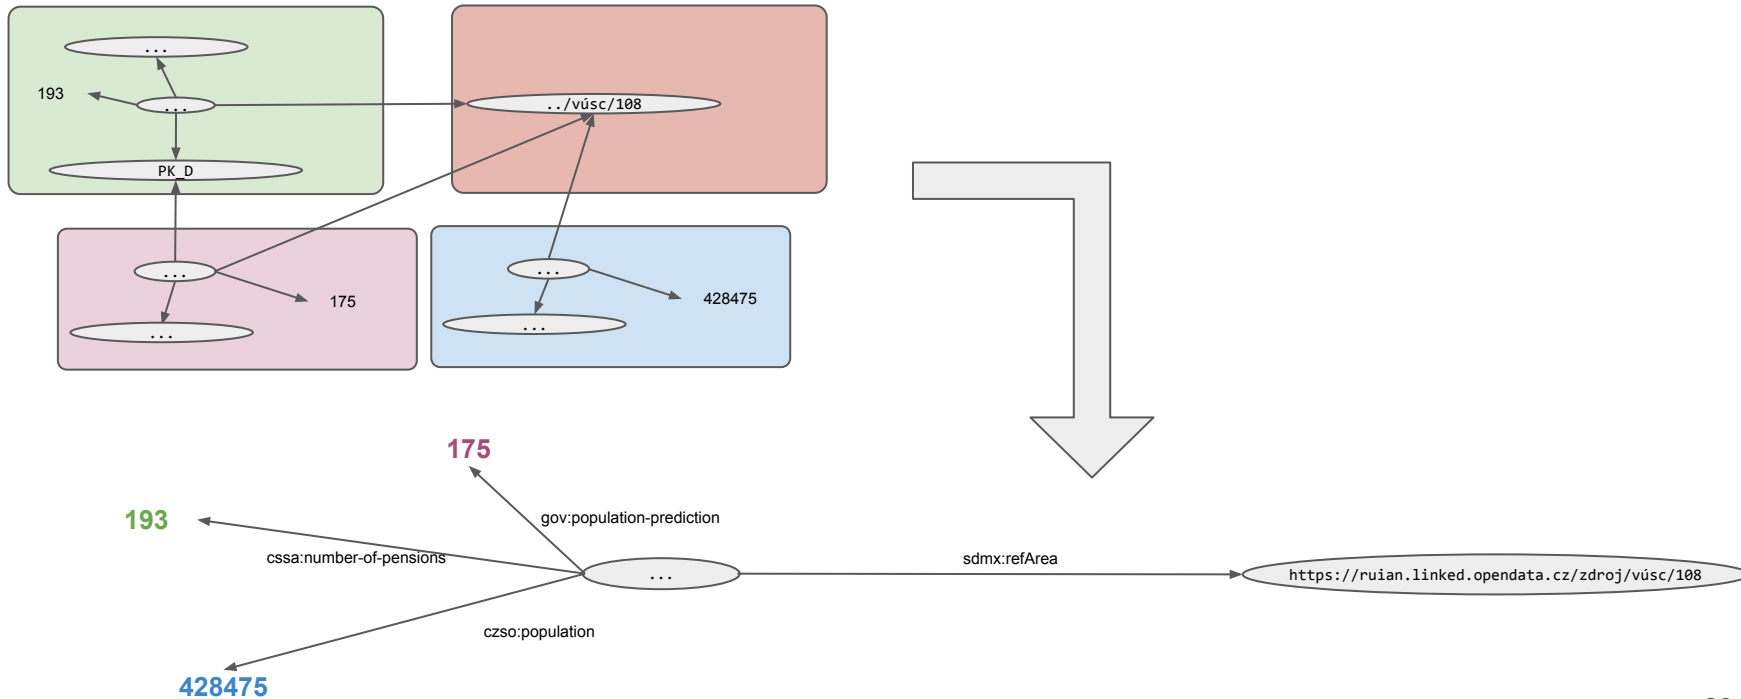 ...
193
...
../vúsc/108
PK_D
...
175
...
...
428475
...
175
193
gov:population-prediction
cssa:number-of-pensions
sdmx:refArea
...
https://ruian.linked.opendata.cz/zdroj/vúsc/108
czso:population
428475